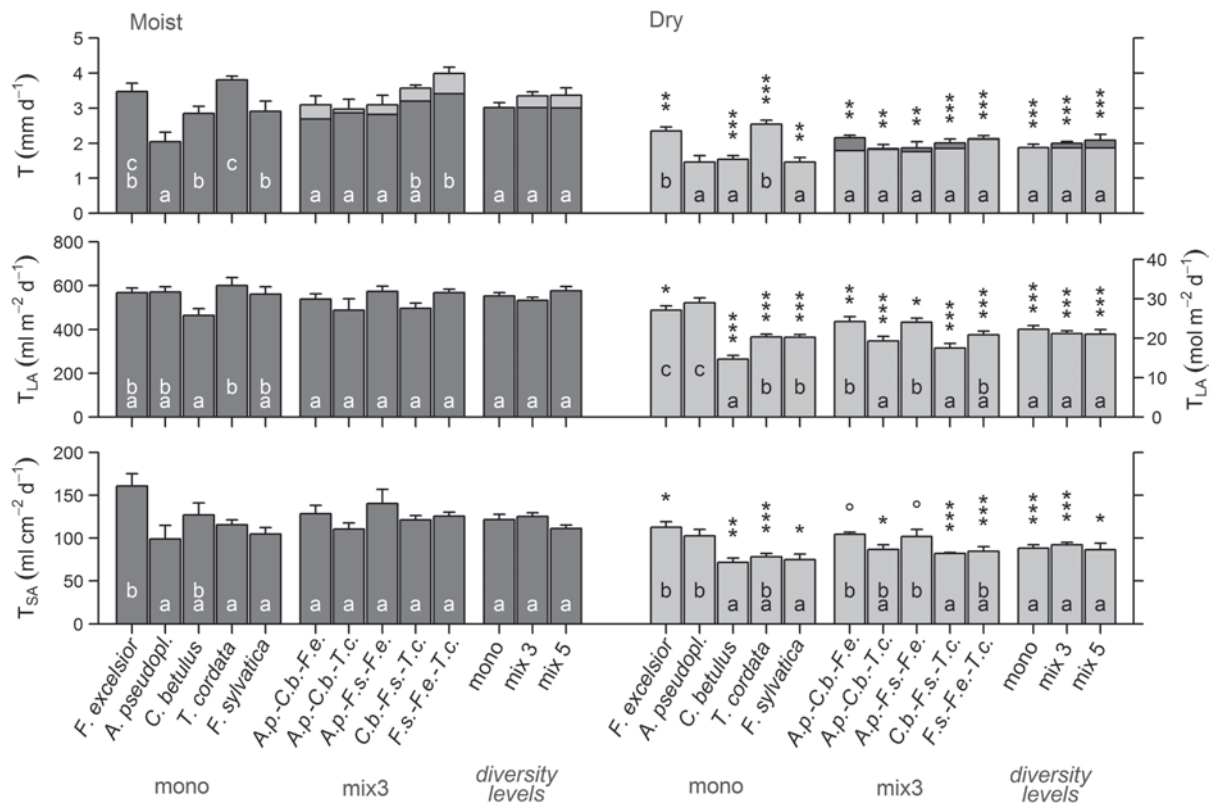 Moist
Dry
T (mm d⁻¹)
5
4
3
2
1
0
c
b a b c b
a a a b
a b
a a a
** *** *** **
b a a b a
** ** ** *** ***
a a a a a
*** *** ***
a a a
T_LA (ml m⁻² d⁻¹)
800
600
400
200
0
b
a b
a a b b
a
a a a a a
a a a
* *** *** ***
c c a b b
** *** * *** ***
b a b a b
a
*** *** ***
a a a
40
30
20
10
0
T_LA (mol m⁻² d⁻¹)
T_SA (ml cm⁻² d⁻¹)
200
150
100
50
0
b a b
a a a
a a a a a
a a a
* ** *** *
b b a b
a a
° * ° *** ***
b b
a b a b
a
*** *** *
a a a
F. excelsior
A. pseudopl.
C. betulus
T. cordata
F. sylvatica
A.p.-C.b.-F.e.
A.p.-C.b.-T.c.
A.p.-F.s.-F.e.
C.b.-F.s.-T.c.
F.s.-F.e.-T.c.
mono
mix 3
mix 5
F. excelsior
A. pseudopl.
C. betulus
T. cordata
F. sylvatica
A.p.-C.b.-F.e.
A.p.-C.b.-T.c.
A.p.-F.s.-F.e.
C.b.-F.s.-T.c.
F.s.-F.e.-T.c.
mono
mix 3
mix 5
mono
mix3
diversity
levels
mono
mix3
diversity
levels